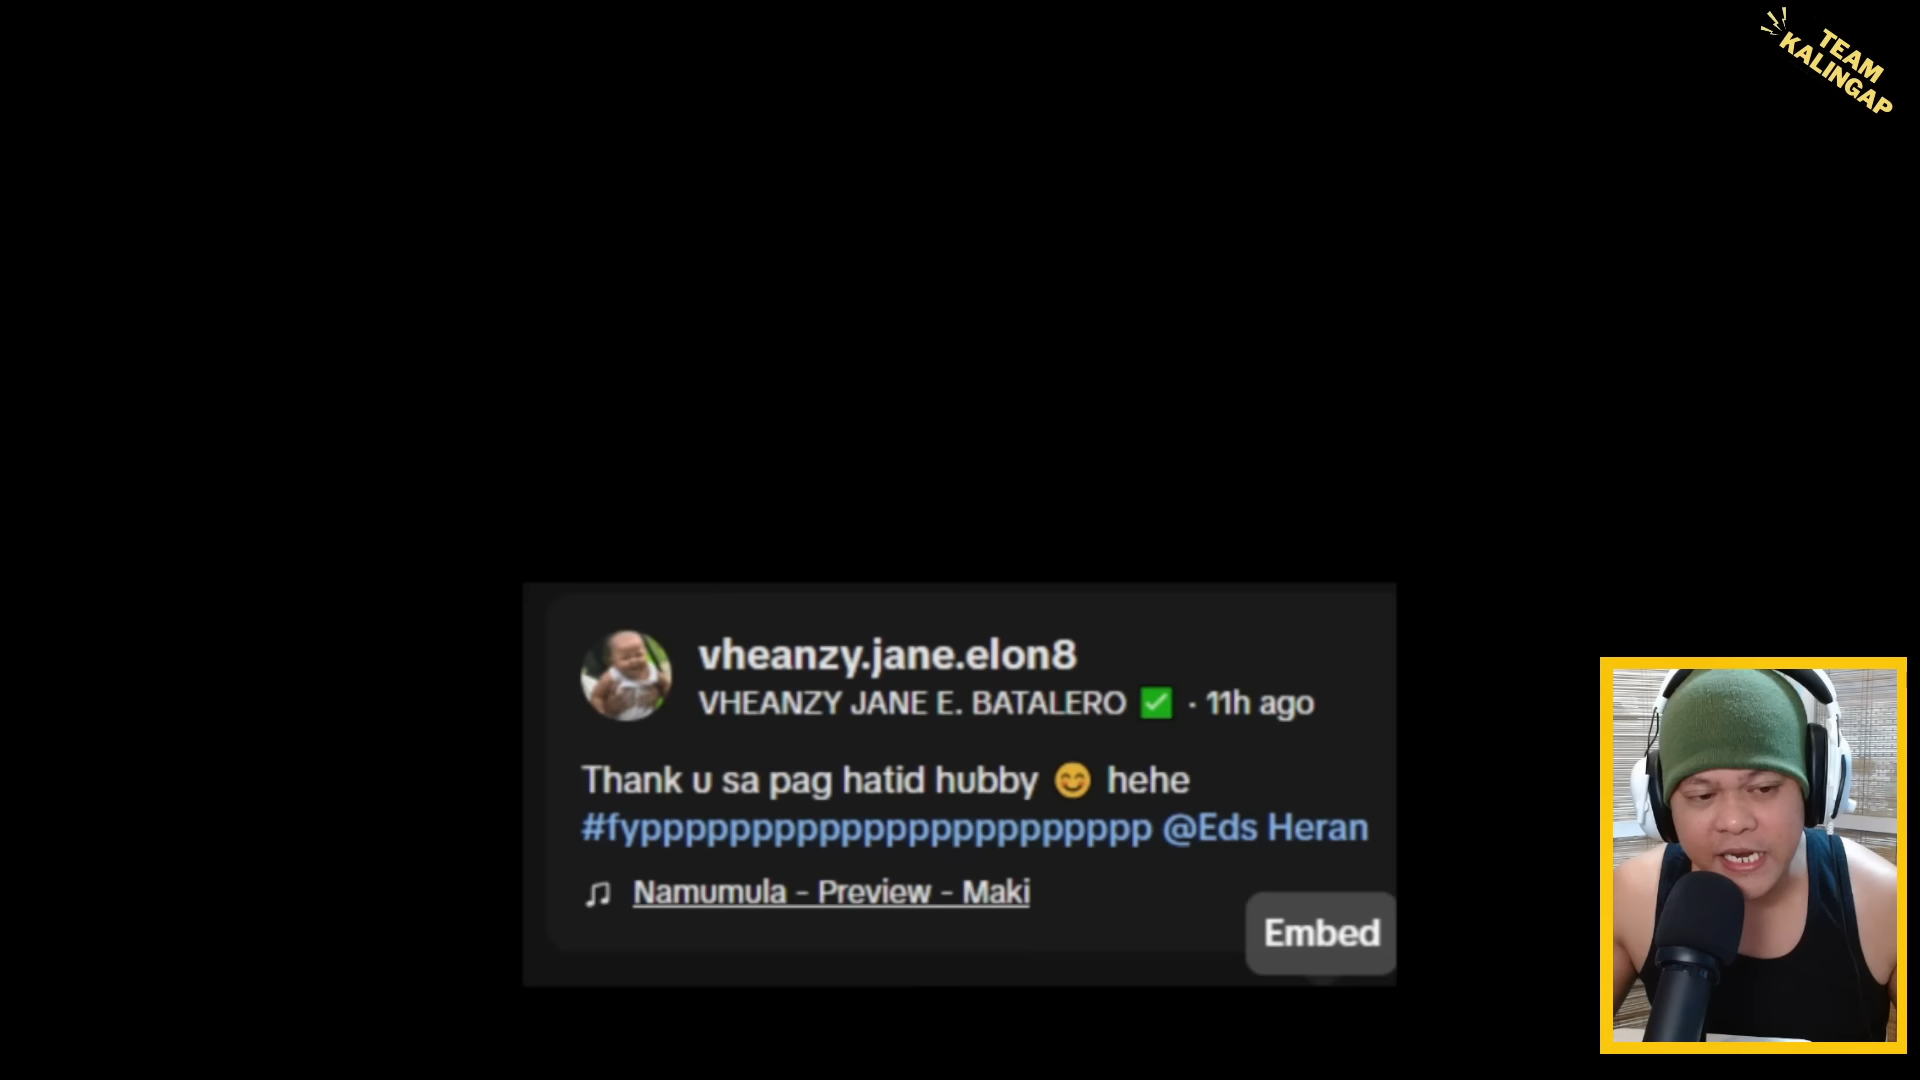 TEAM
KALINGAP
vheanzy.jane.elon8
VHEANZY JANE E. BATALERO ✅ · 11h ago
Thank u sa pag hatid hubby 😊 hehe
#fyppppppppppppppppppppppp @Eds Heran
Namumula - Preview - Maki
Embed